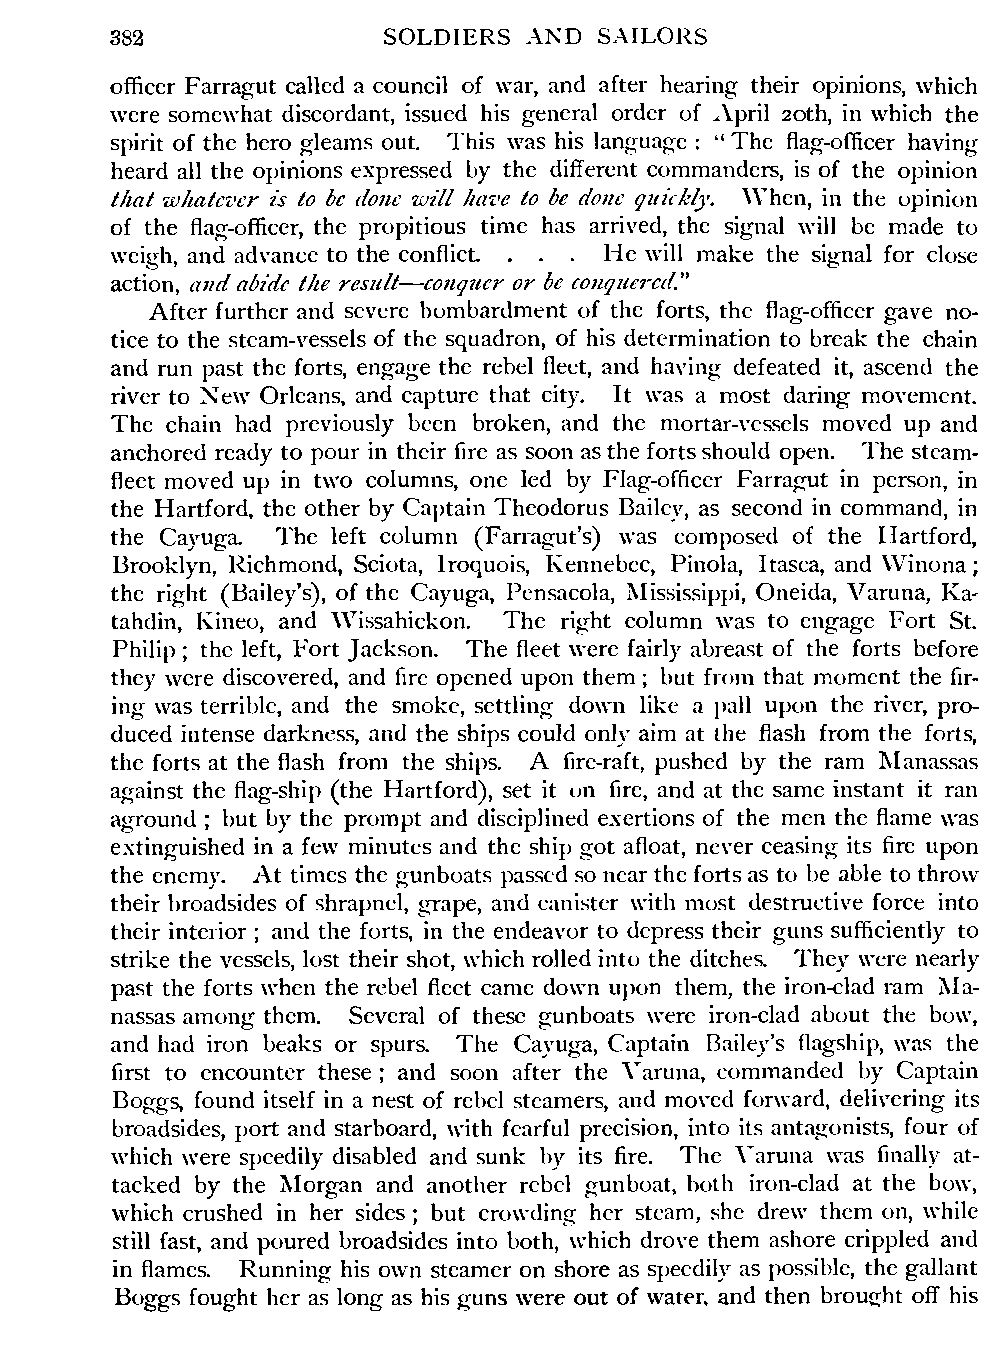 382 SOLDIERS AND SAILORS
officer Farragut called a council of war, and after hearing their opinions, which
were somewhat discordant, issued his general order of April 20th, in which the
spirit of the hero gleams out. This was his language : “ The flag-officer having
heard all the opinions expressed by the different commanders, is of the opinion
that whatever is to be done will have to be done quickly. When, in the opinion
of the flag-officer, the propitious time has arrived, the signal will be made to
weigh, and advance to the conflict. . . . He will make the signal for close
action, and abide the result—conquer or be conquered.”
After further and severe bombardment of the forts, the flag-officer gave no-
tice to the steam-vessels of the squadron, of his determination to break the chain
and run past the forts, engage the rebel fleet, and having defeated it, ascend the
river to New Orleans, and capture that city. It was a most daring movement.
The chain had previously been broken, and the mortar-vessels moved up and
anchored ready to pour in their fire as soon as the forts should open. The steam-
fleet moved up in two columns, one led by Flag-officer Farragut in person, in
the Hartford, the other by Captain Theodorus Bailey, as second in command, in
the Cayuga. The left column (Farragut's) was composed of the Hartford,
Brooklyn, Richmond, Sciota, Iroquois, Kennebec, Pinola, Itasca, and Winona ;
the right (Bailey's), of the Cayuga, Pensacola, Mississippi, Oneida, Varuna, Ka-
tahdin, Kineo, and Wissahickon. The right column was to engage Fort St.
Philip ; the left, Fort Jackson. The fleet were fairly abreast of the forts before
they were discovered, and fire opened upon them ; but from that moment the fir-
ing was terrible, and the smoke, settling down like a pall upon the river, pro-
duced intense darkness, and the ships could only aim at the flash from the forts,
the forts at the flash from the ships. A fire-raft, pushed by the ram Manassas
against the flag-ship (the Hartford), set it on fire, and at the same instant it ran
aground ; but by the prompt and disciplined exertions of the men the flame was
extinguished in a few minutes and the ship got afloat, never ceasing its fire upon
the enemy. At times the gunboats passed so near the forts as to be able to throw
their broadsides of shrapnel, grape, and canister with most destructive force into
their interior ; and the forts, in the endeavor to depress their guns sufficiently to
strike the vessels, lost their shot, which rolled into the ditches. They were nearly
past the forts when the rebel fleet came down upon them, the iron-clad ram Ma-
nassas among them. Several of these gunboats were iron-clad about the bow,
and had iron beaks or spurs. The Cayuga, Captain Bailey's flagship, was the
first to encounter these ; and soon after the Varuna, commanded by Captain
Boggs, found itself in a nest of rebel steamers, and moved forward, delivering its
broadsides, port and starboard, with fearful precision, into its antagonists, four of
which were speedily disabled and sunk by its fire. The Varuna was finally at-
tacked by the Morgan and another rebel gunboat, both iron-clad at the bow,
which crushed in her sides ; but crowding her steam, she drew them on, while
still fast, and poured broadsides into both, which drove them ashore crippled and
in flames. Running his own steamer on shore as speedily as possible, the gallant
Boggs fought her as long as his guns were out of water, and then brought off his